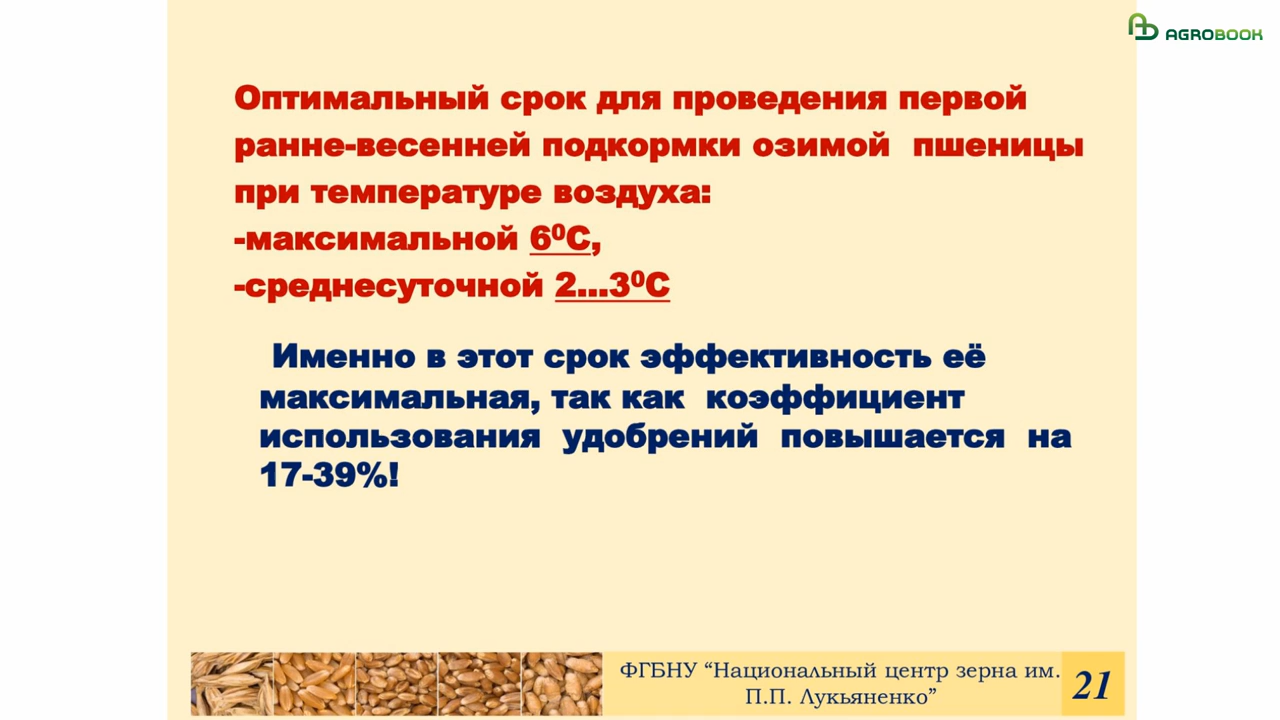 AGROBOOK
Оптимальный срок для проведения первой
ранне-весенней подкормки озимой пшеницы
при температуре воздуха:
-максимальной 6⁰С,
-среднесуточной 2...3⁰С
Именно в этот срок эффективность её
максимальная, так как коэффициент
использования удобрений повышается на
17-39%!
ФГБНУ “Национальный центр зерна им.
П.П. Лукьяненко”
21